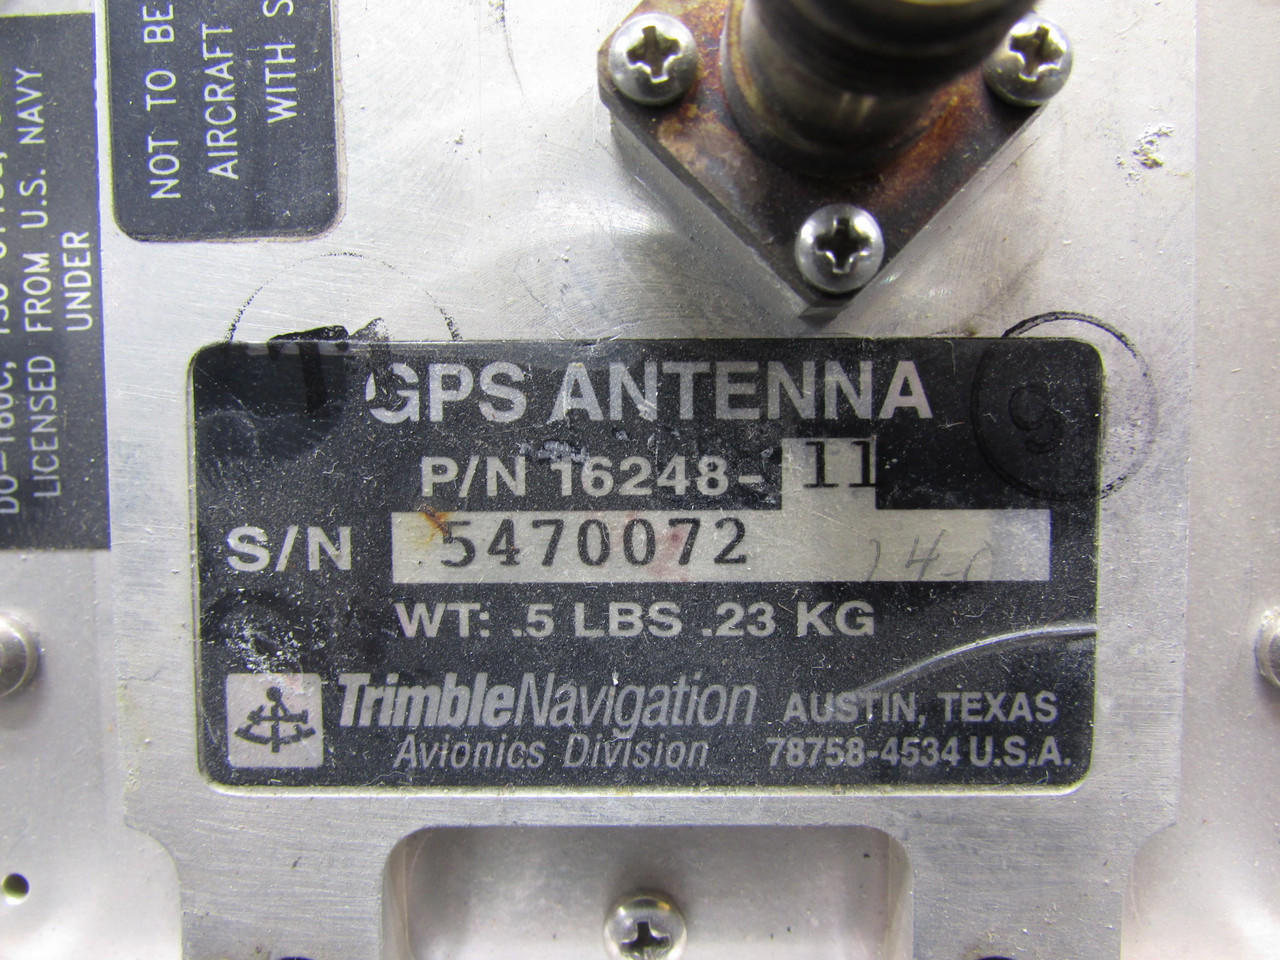 NOT TO BE
AIRCRAFT
WITH S
LICENSED FROM U.S. NAVY
UNDER
GPS ANTENNA
P/N 16248-11
S/N 5470072
WT: .5 LBS .23 KG
TrimbleNavigation
Avionics Division
AUSTIN, TEXAS
78758-4534 U.S.A.
9